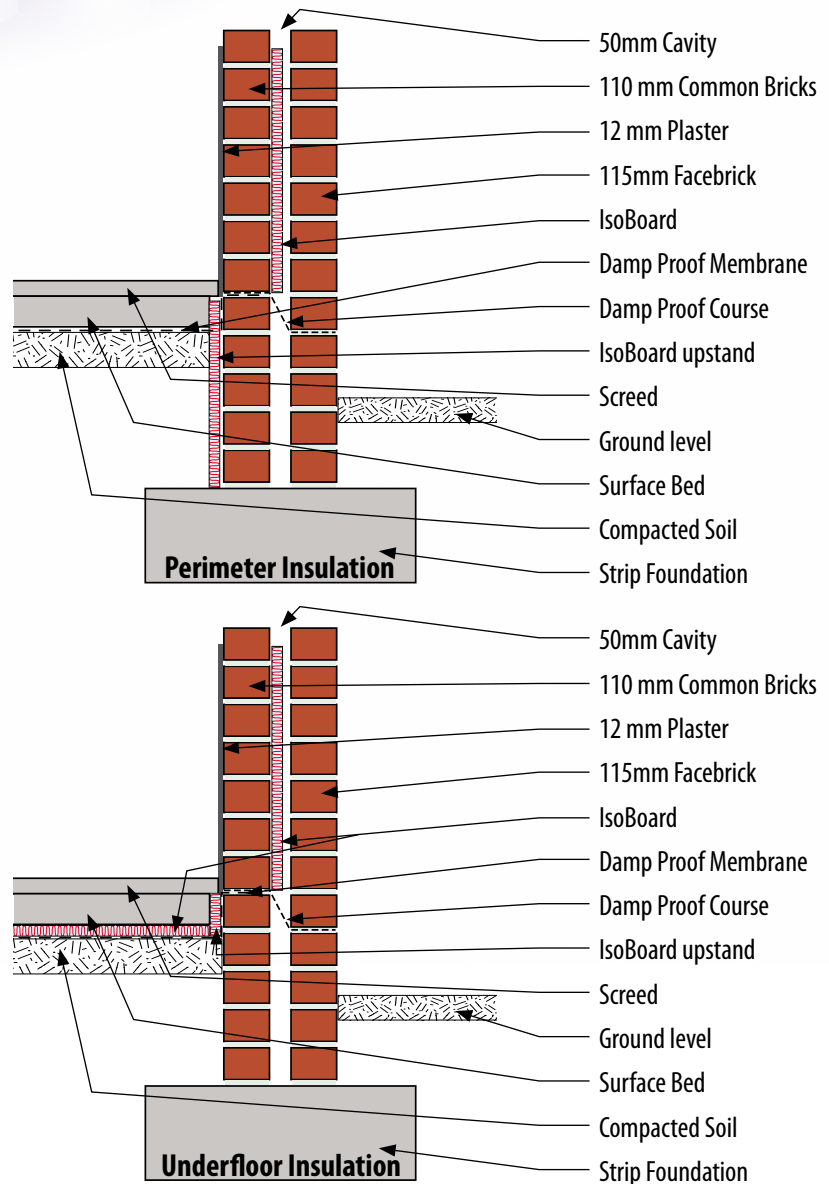 50mm Cavity
110 mm Common Bricks
12 mm Plaster
115mm Facebrick
IsoBoard
Damp Proof Membrane
Damp Proof Course
IsoBoard upstand
Screed
Ground level
Surface Bed
Compacted Soil
Strip Foundation
Perimeter Insulation
50mm Cavity
110 mm Common Bricks
12 mm Plaster
115mm Facebrick
IsoBoard
Damp Proof Membrane
Damp Proof Course
IsoBoard upstand
Screed
Ground level
Surface Bed
Compacted Soil
Strip Foundation
Underfloor Insulation